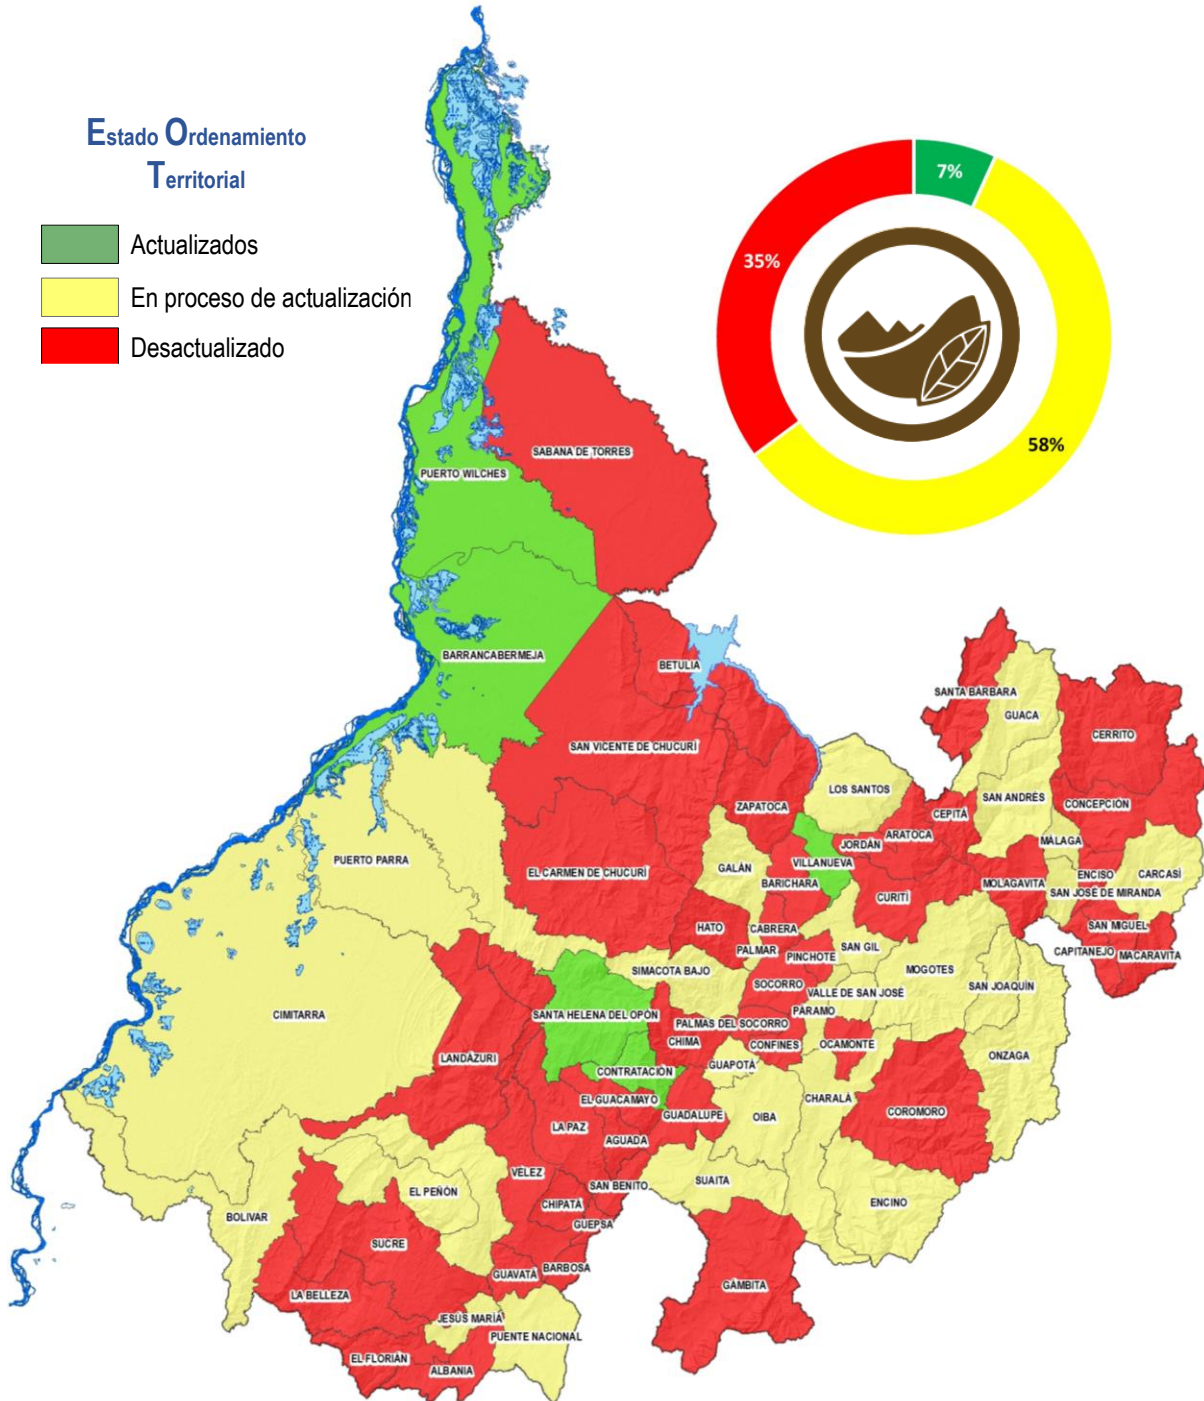 Estado Ordenamiento
Territorial
Actualizados
En proceso de actualización
Desactualizado
7%
35%
58%
SABANA DE TORRES
PUERTO WILCHES
BARRANCABERMEJA
BETULIA
SANTA BARBARA
GUACA
CERRITO
SAN VICENTE DE CHUCURÍ
LOS SANTOS
SAN ANDRÉS
CONCEPCIÓN
ZAPATOCA
CEPITÁ
ARATOCA
JORDÁN
MÁLAGA
PUERTO PARRA
GALÁN
VILLANUEVA
EL CARMEN DE CHUCURÍ
BARICHARA
MOLAGAVITA
ENCISO
CARCASÍ
CURITÍ
SAN JOSÉ DE MIRANDA
HATO
CABRERA
SAN MIGUEL
PALMAR
PINCHOTE
SAN GIL
CAPITANEJO
MACARAVITA
SIMACOTA BAJO
MOGOTES
SOCORRO
VALLE DE SAN JOSÉ
SAN JOAQUÍN
CIMITARRA
SANTA HELENA DEL OPÓN
PARAMO
PALMAS DEL SOCORRO
CHIMA
CONFINES
OCAMONTE
LANDÁZURI
GUAPOTÁ
ONZAGA
CONTRATACIÓN
EL GUACAMAYO
CHARALÁ
GUADALUPE
OIBA
COROMORO
LA PAZ
AGUADA
VÉLEZ
SUAITA
SAN BENITO
EL PEÑÓN
CHIPATÁ
ENCINO
BOLIVAR
GUEPSA
SUCRE
BARBOSA
GUAVATÁ
GÁMBITA
LA BELLEZA
JESÚS MARÍA
PUENTE NACIONAL
EL FLORIÁN
ALBANIA